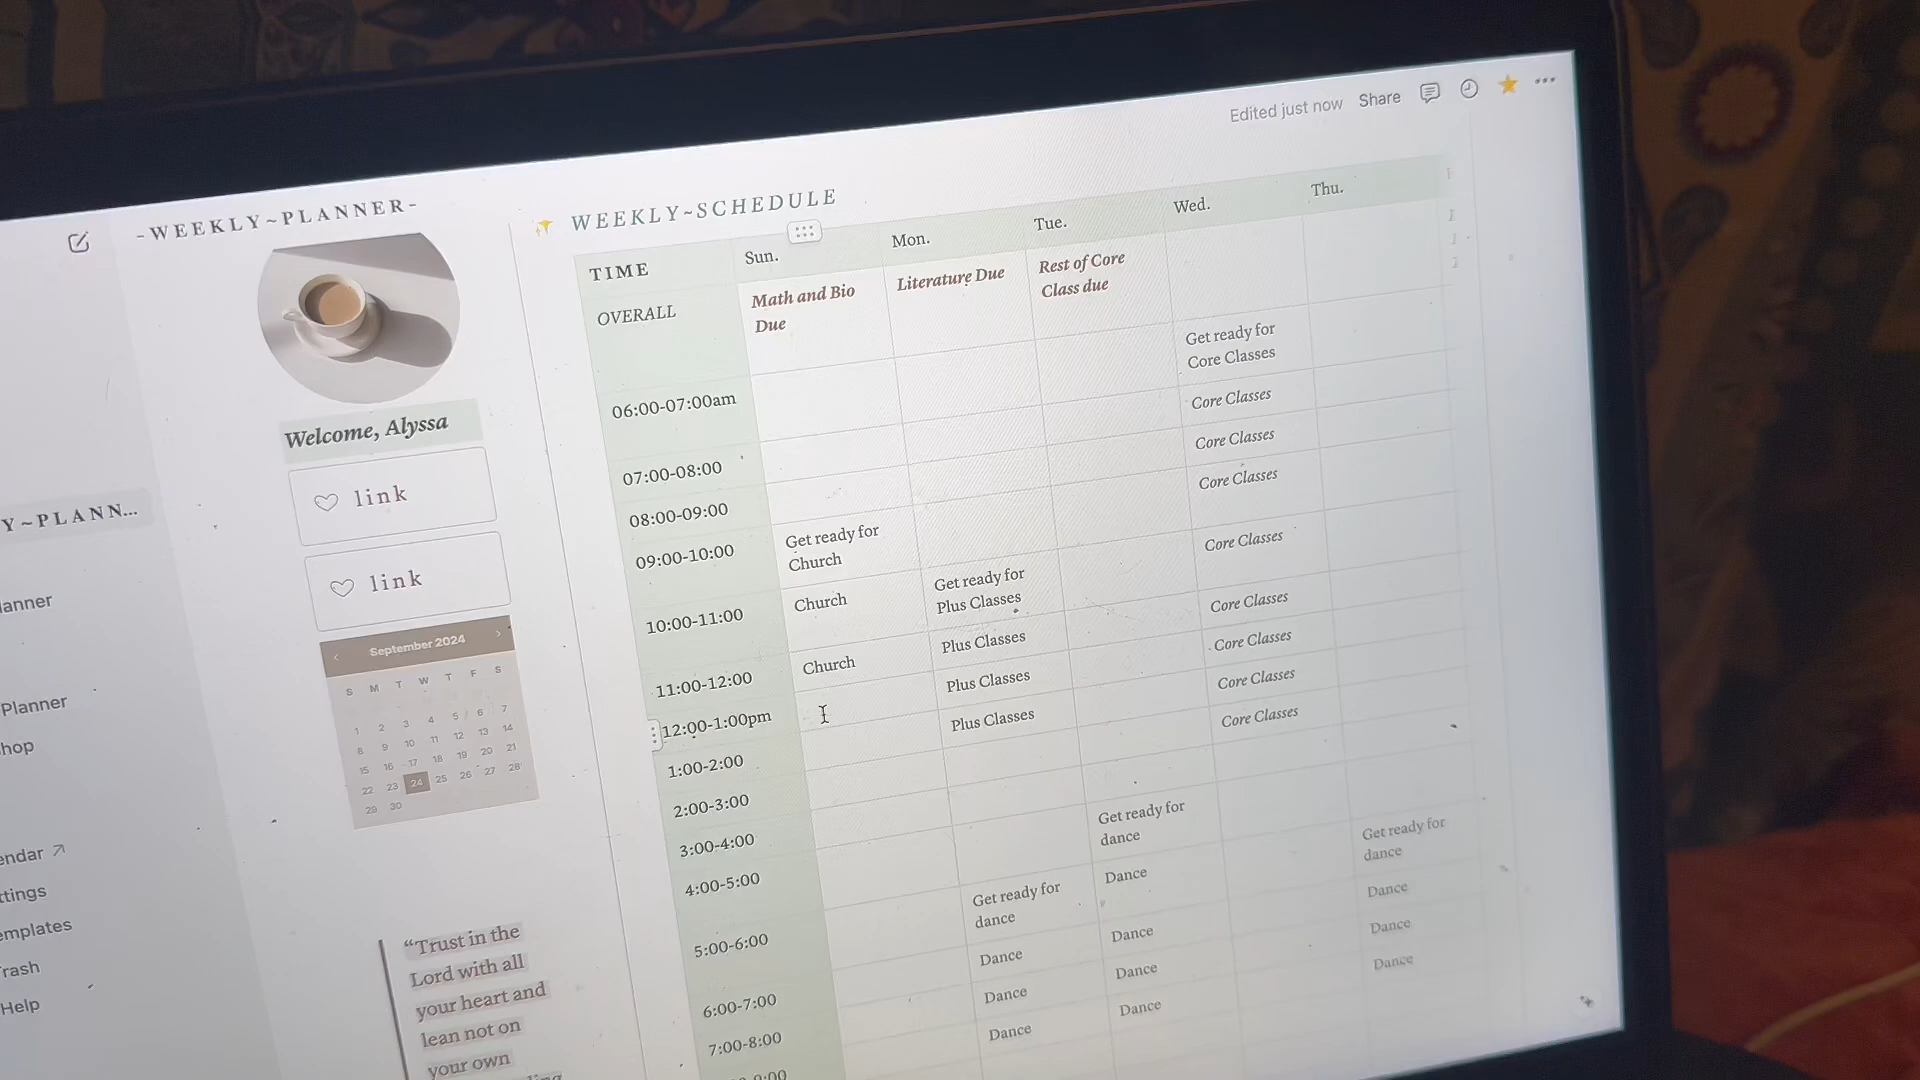 Edited just now
Share
-WEEKLY~PLANNER-
WEEKLY~SCHEDULE
TIME
Sun.
Mon.
Tue.
Wed.
Thu.
OVERALL
Math and Bio
Due
Literature Due
Rest of Core
Class due
06:00-07:00am
Get ready for
Core Classes
07:00-08:00
Core Classes
08:00-09:00
Core Classes
09:00-10:00
Get ready for
Church
Core Classes
10:00-11:00
Church
Get ready for
Plus Classes
Core Classes
11:00-12:00
Church
Plus Classes
Core Classes
12:00-1:00pm
Plus Classes
Core Classes
1:00-2:00
Plus Classes
Core Classes
2:00-3:00
Core Classes
3:00-4:00
Get ready for
dance
4:00-5:00
Get ready for
dance
Dance
Get ready for
dance
5:00-6:00
Dance
Dance
Dance
6:00-7:00
Dance
Dance
Dance
7:00-8:00
Dance
Dance
Dance
Welcome, Alyssa
link
link
September 2024
S M T W T F S
1 2 3 4 5 6 7
8 9 10 11 12 13 14
15 16 17 18 19 20 21
22 23 24 25 26 27 28
29 30
“Trust in the
Lord with all
your heart and
lean not on
your own
Y~PLANN...
Planner